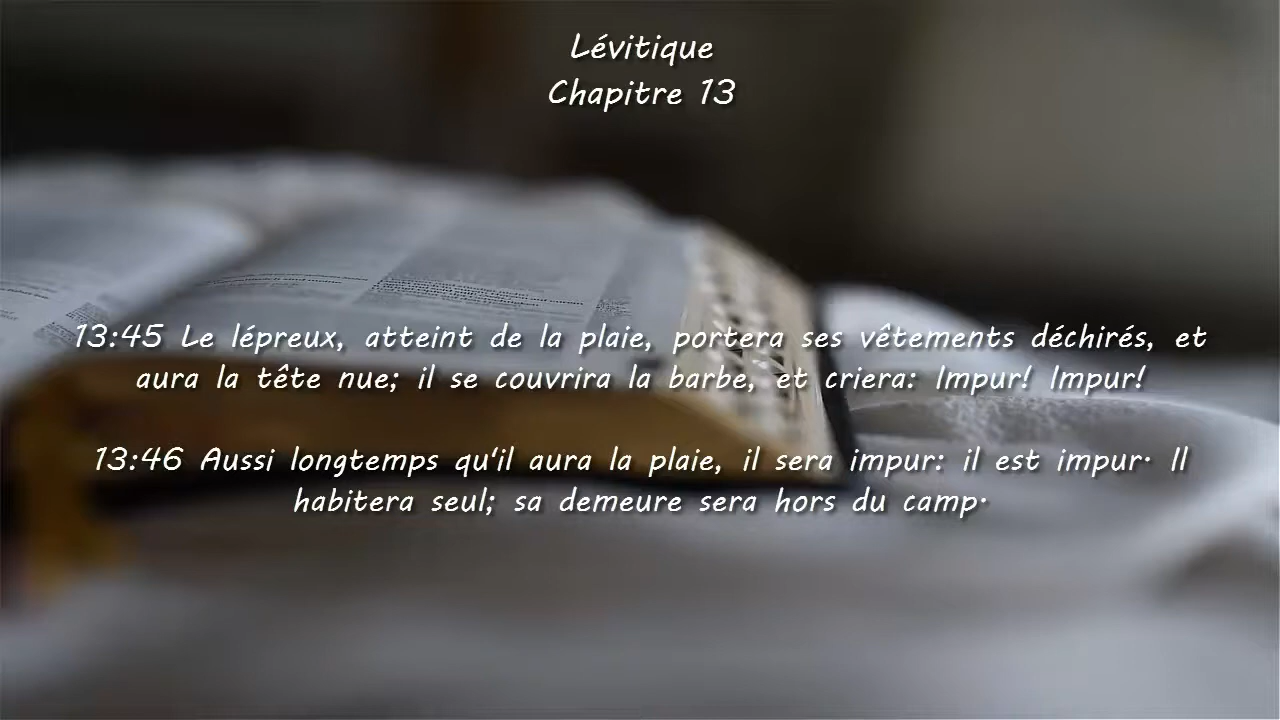 Lévitique
Chapitre 13
13:45 Le lépreux, atteint de la plaie, portera ses vêtements déchirés, et
aura la tête nue; il se couvrira la barbe, et criera: Impur! Impur!
13:46 Aussi longtemps qu'il aura la plaie, il sera impur: il est impur. Il
habitera seul; sa demeure sera hors du camp.